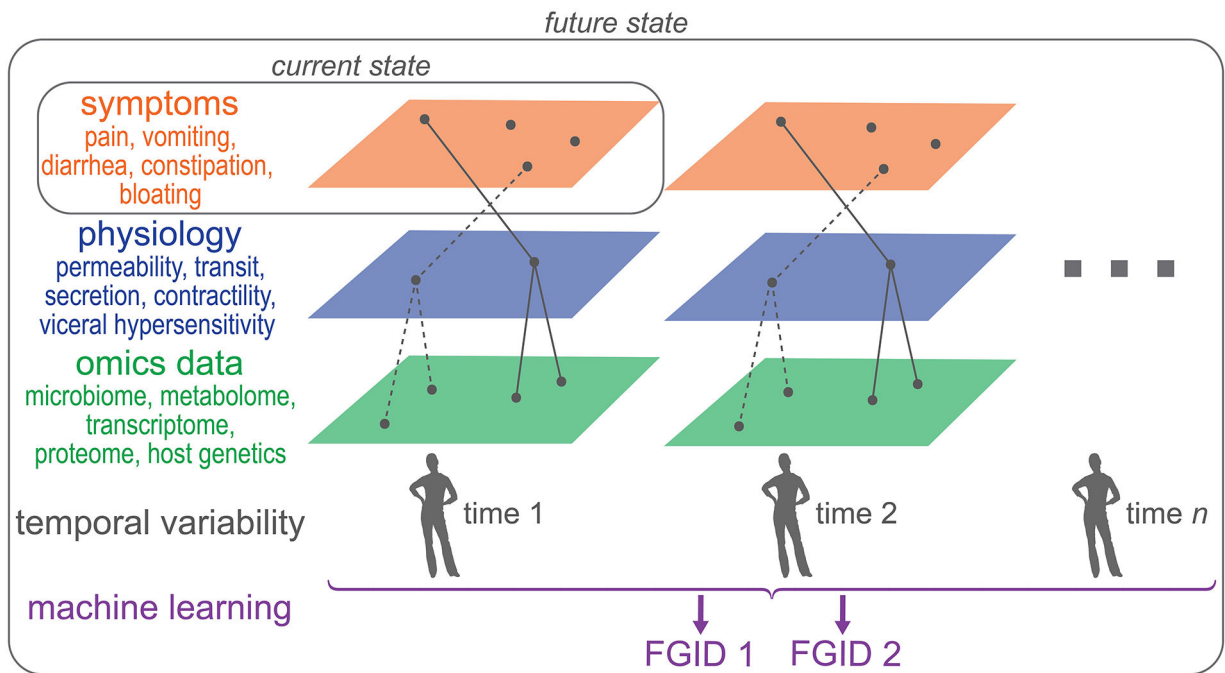 future state
current state
symptoms
pain, vomiting,
diarrhea, constipation,
bloating
physiology
permeability, transit,
secretion, contractility,
viceral hypersensitivity
omics data
microbiome, metabolome,
transcriptome,
proteome, host genetics
temporal variability
time 1
time 2
time n
machine learning
FGID 1
FGID 2